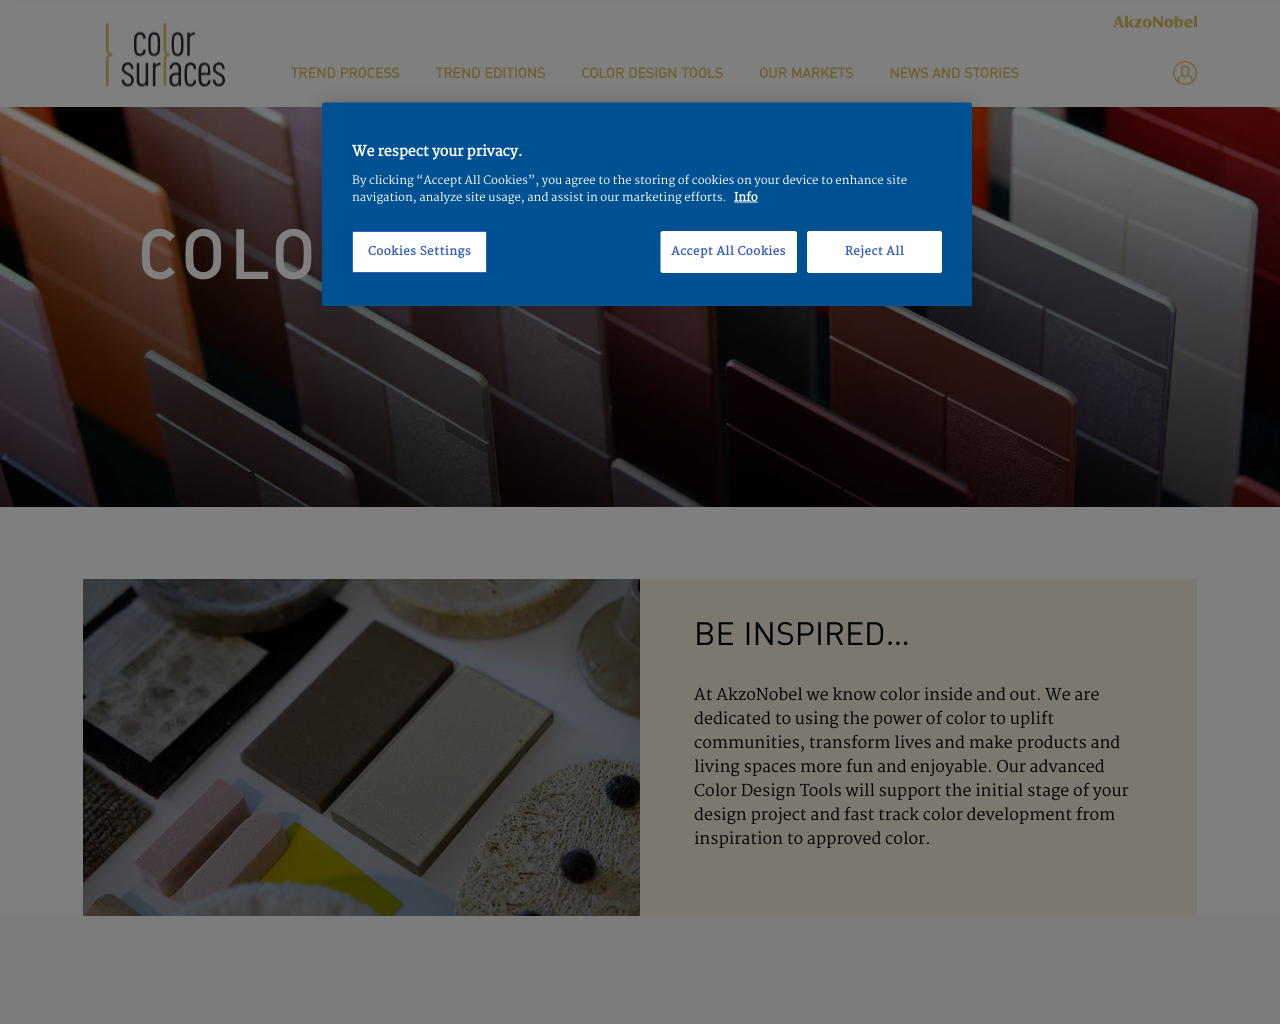 AkzoNobel
color
surfaces
TREND PROCESS TREND EDITIONS COLOR DESIGN TOOLS OUR MARKETS NEWS AND STORIES
We respect your privacy.
By clicking “Accept All Cookies”, you agree to the storing of cookies on your device to enhance site
navigation, analyze site usage, and assist in our marketing efforts. Info
Cookies Settings Accept All Cookies Reject All
COLO
BE INSPIRED...
At AkzoNobel we know color inside and out. We are
dedicated to using the power of color to uplift
communities, transform lives and make products and
living spaces more fun and enjoyable. Our advanced
Color Design Tools will support the initial stage of your
design project and fast track color development from
inspiration to approved color.